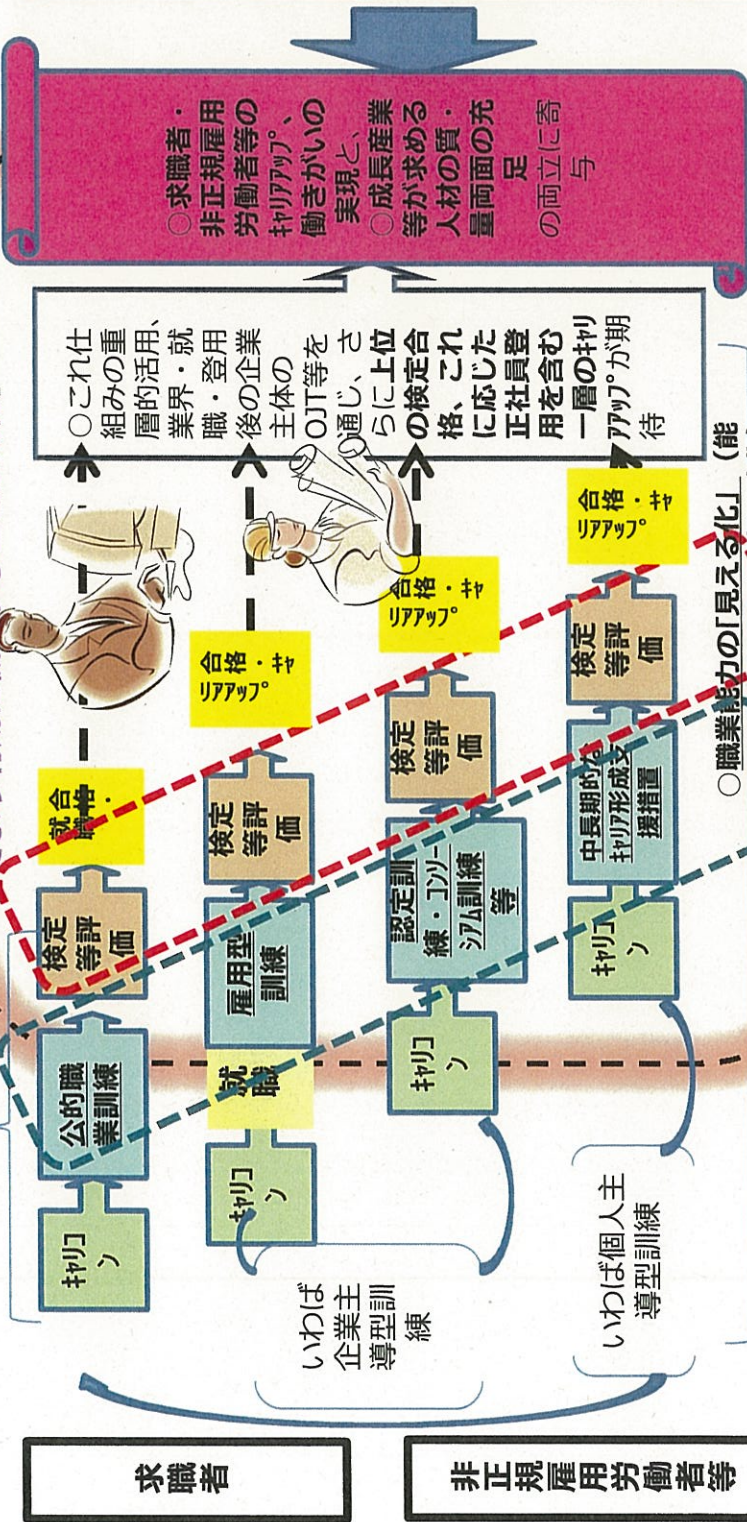 求職者
非正規雇用労働者等
いわば
企業主
導型訓
練
いわば個人主
導型訓練
キャリコ
ン
公的職
業訓練
検定
等評
価
就
職
合
格・
キャリコ
ン
就
職
雇用型
訓練
検定
等評
価
合格・キャ
リアアップ
キャリコ
ン
認定訓
練・コンソー
シアム訓練
等
検定
等評
価
合格・キャ
リアアップ
キャリコ
ン
中長期的な
キャリア形成支
援措置
検定
等評
価
合格・キャ
リアアップ
○これ仕
組みの重
層的活用、
業界・就
職・登用
後の企業
主体の
OJT等を
通じ、さ
らに上位
の検定合
格、これ
に応じた
正社員登
用を含む
一層のキャリ
アアップが期
待
○求職者・
非正規雇用
労働者等の
キャリアアップ、
働きがいの
実現と、
○成長産業
等が求める
人材の質・
量両面の充
足
の両立に寄
与
○職業能力の「見える化」（能